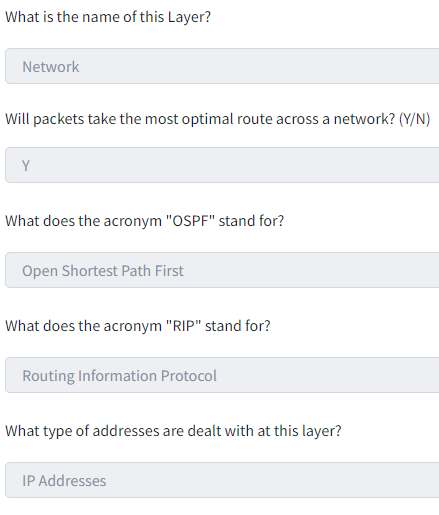 What is the name of this Layer?
Network
Will packets take the most optimal route across a network? (Y/N)
Y
What does the acronym "OSPF" stand for?
Open Shortest Path First
What does the acronym "RIP" stand for?
Routing Information Protocol
What type of addresses are dealt with at this layer?
IP Addresses